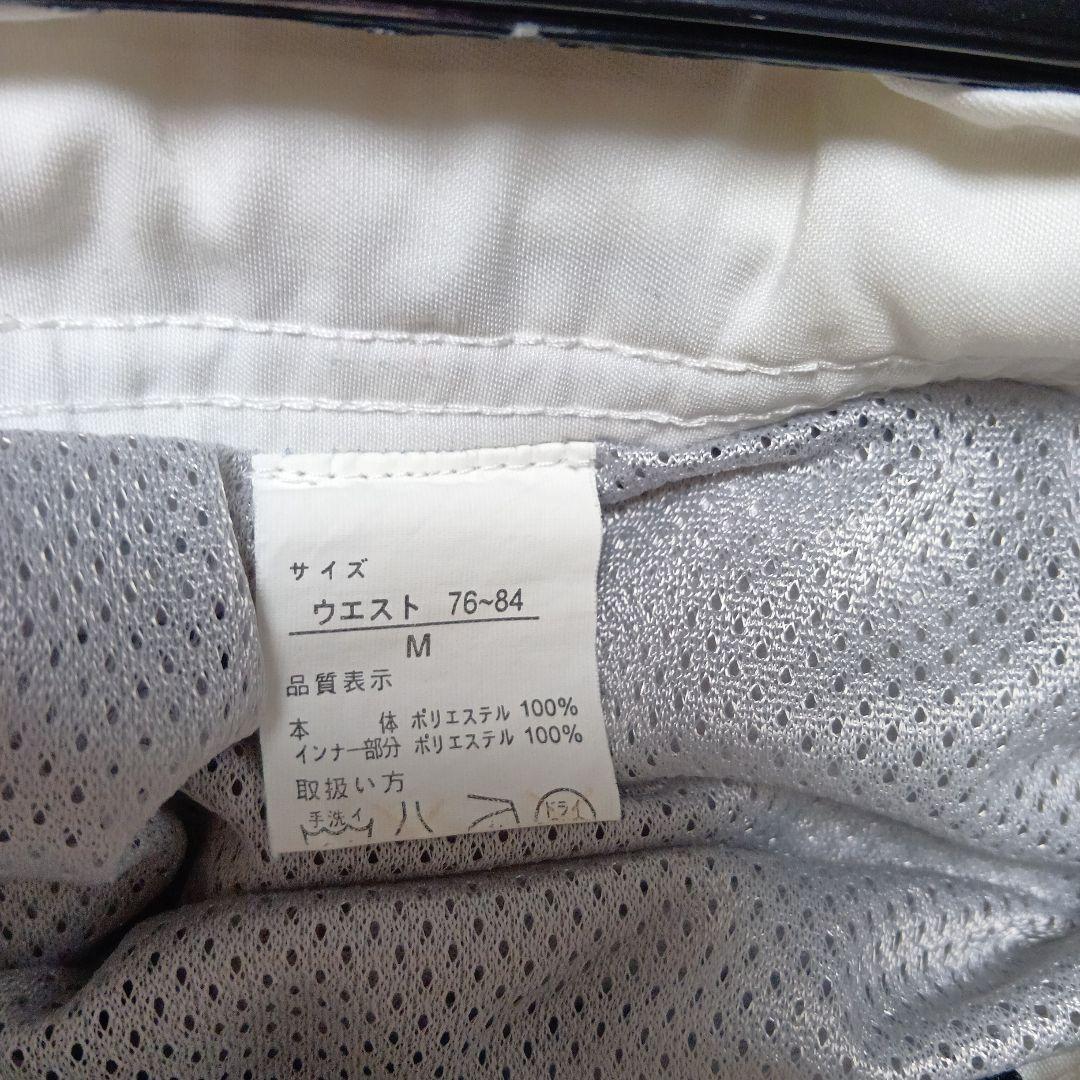 サイズ
ウエスト 76~84
M
品質表示
本 体 ポリエステル 100%
インナー部分 ポリエステル 100%
取扱い方
手洗イ ドライ